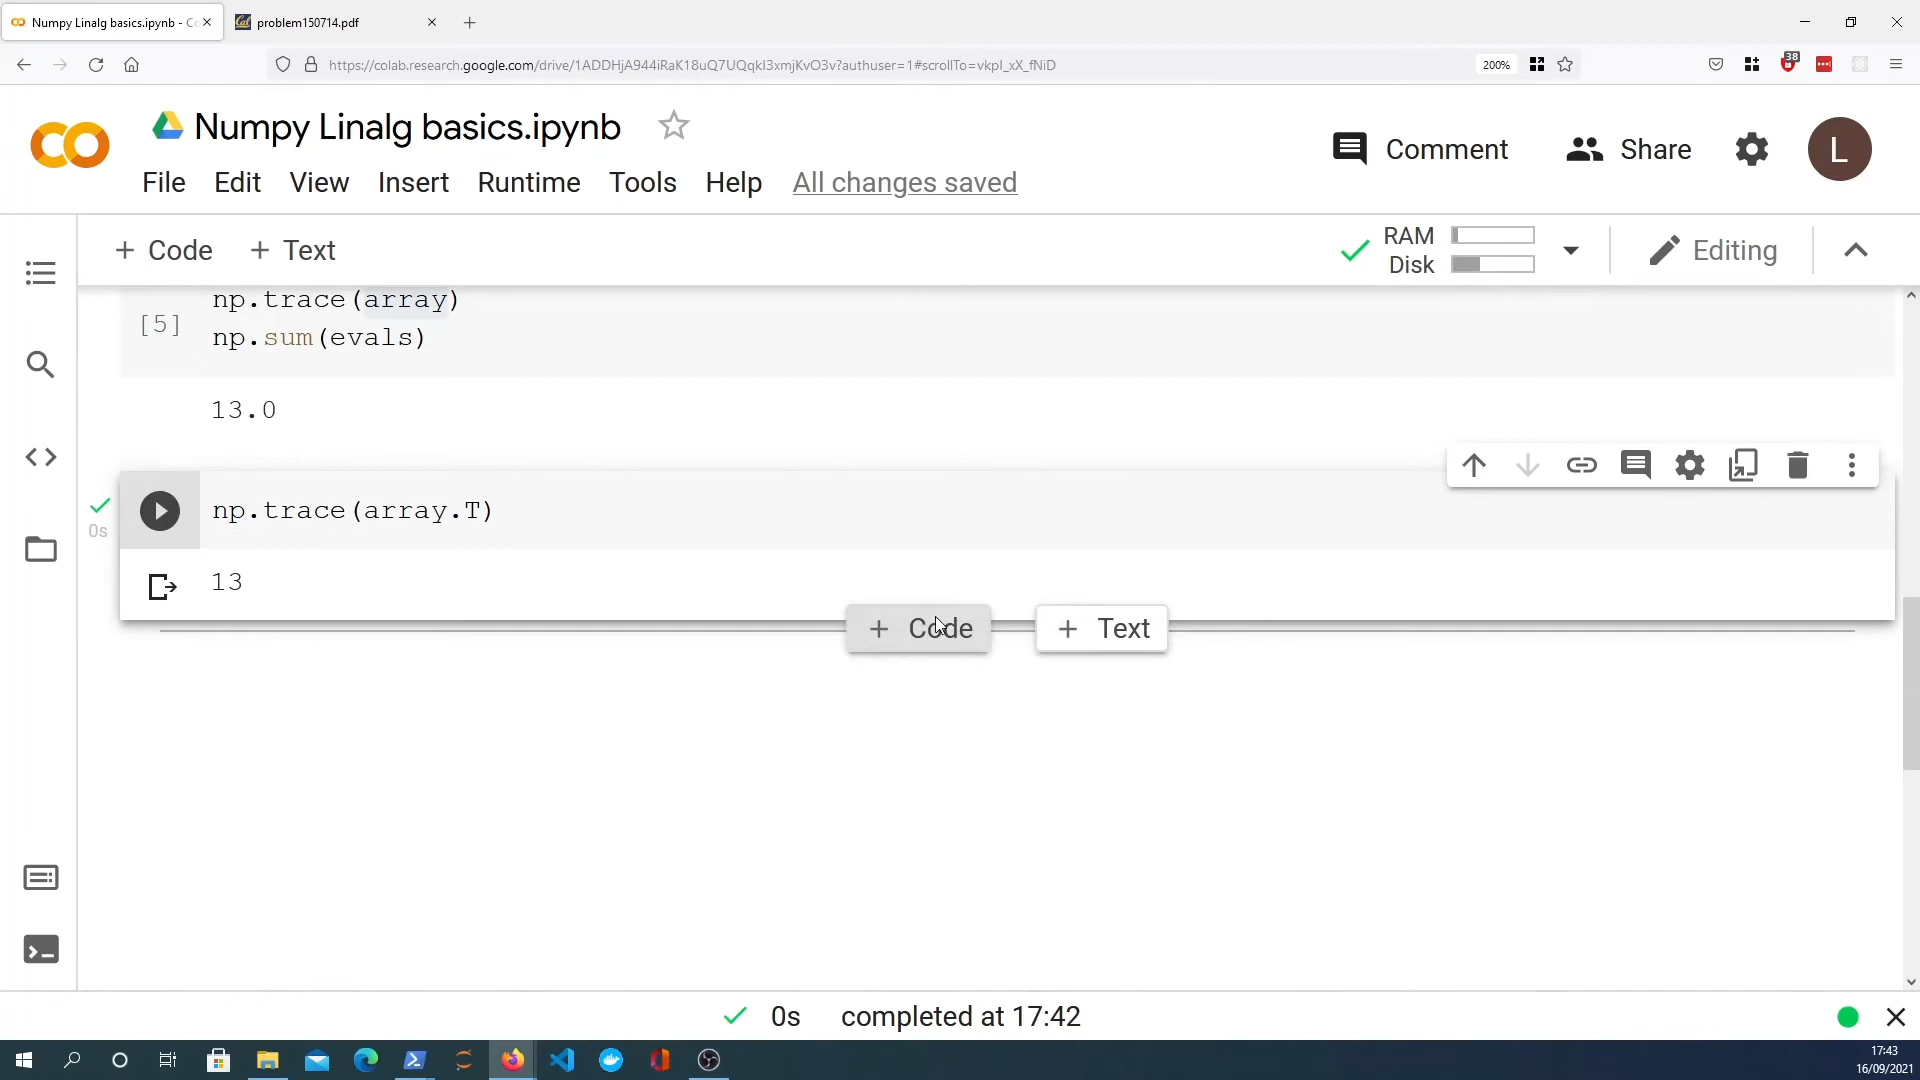 Numpy Linalg basics.ipynb - Co
problem150714.pdf
https://colab.research.google.com/drive/1ADDHjA944iRaK18uQ7UQqkI3xmjKvO3v?authuser=1#scrollTo=vkpI_xX_fNiD
200%
38
Numpy Linalg basics.ipynb
Comment
Share
L
File Edit View Insert Runtime Tools Help All changes saved
+ Code + Text
RAM
Disk
Editing
np.trace(array)
[5]
np.sum(evals)
13.0
np.trace(array.T)
0s
13
+ Code
+ Text
0s completed at 17:42
17:43
16/09/2021